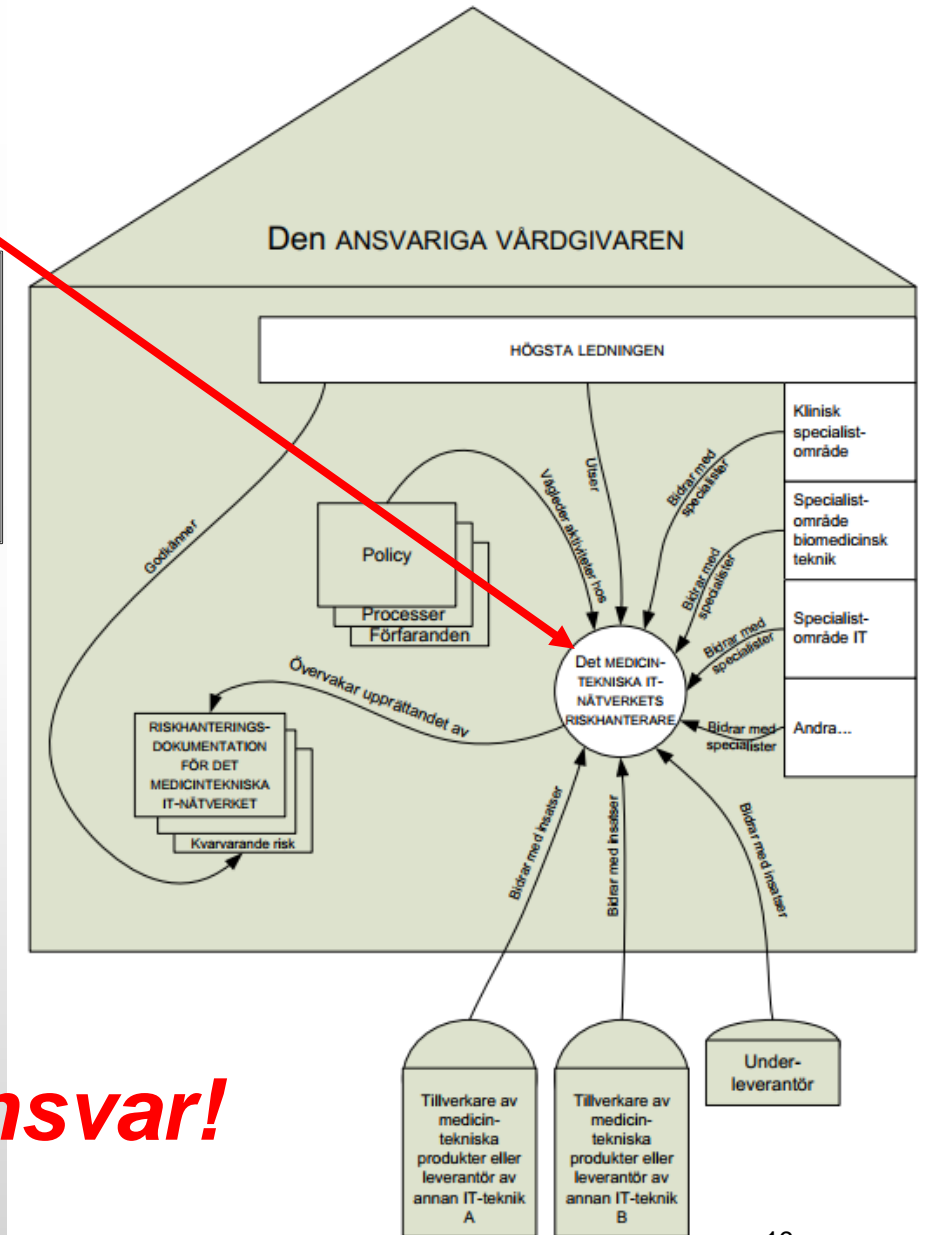 Den ANSVARIGA VÅRDGIVAREN
HÖGSTA LEDNINGEN
Klinisk
specialist-
område
Specialist-
område
biomedicinsk
teknik
Specialist-
område IT
Andra...
Godkänner
Vägleder aktiviteter hos
Utser
Bidrar med
specialister
Bidrar med
specialister
Bidrar med
specialister
Bidrar med
specialister
Policy
Processer
Förfaranden
Det MEDICIN-
TEKNISKA IT-
NÄTVERKETS
RISKHANTERARE
Övervakar upprättandet av
RISKHANTERINGS-
DOKUMENTATION
FÖR DET
MEDICINTEKNISKA
IT-NÄTVERKET
Kvarvarande risk
Bidrar med insatser
Bidrar med insatser
Bidrar med insatser
Under-
leverantör
nsvar!
Tillverkare av
medicin-
tekniska
produkter eller
leverantör av
annan IT-teknik
A
Tillverkare av
medicin-
tekniska
produkter eller
leverantör av
annan IT-teknik
B